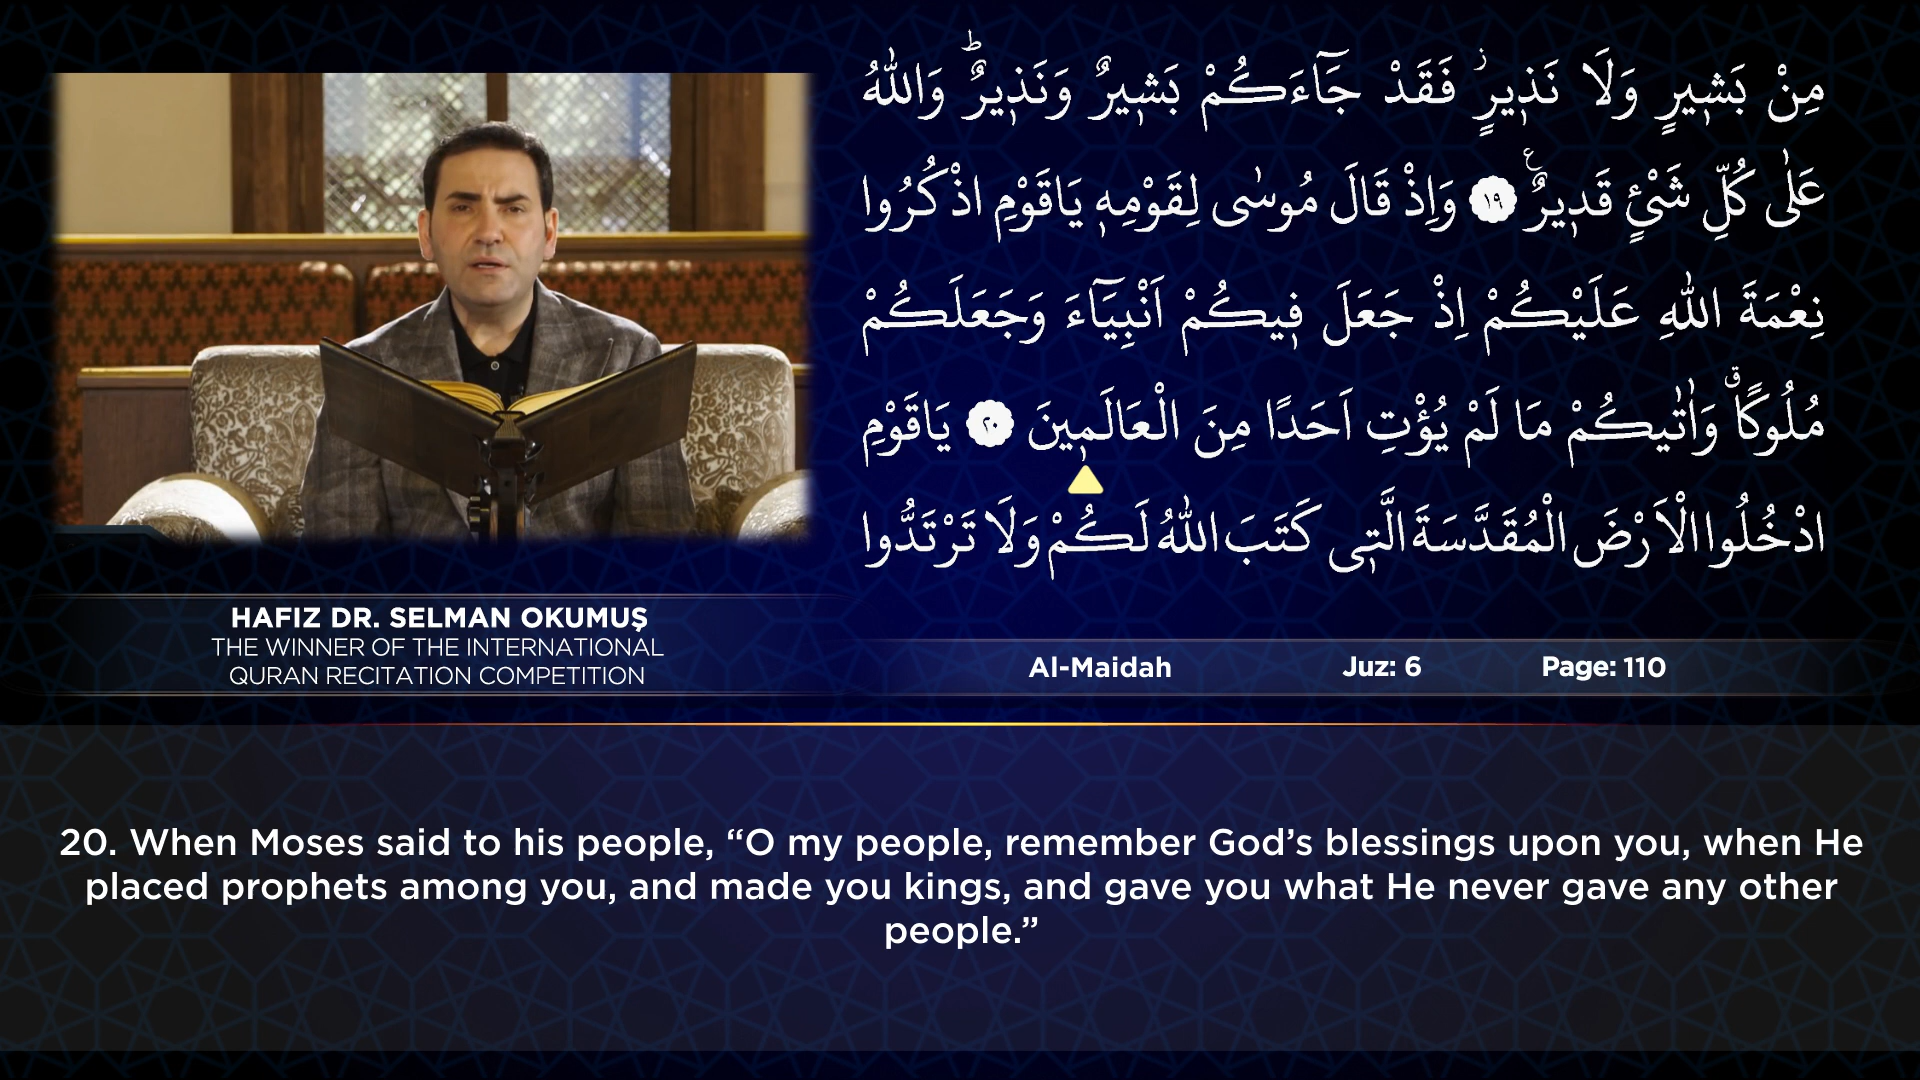 مِنْ بَشٖيرٍ وَلَا نَذٖيرٍؗ فَقَدْ جَٓاءَكُمْ بَشٖيرٌ وَنَذٖيرٌؕ وَاللّٰهُ
عَلٰى كُلِّ شَيْئٍ قَدٖيرٌࣖ ﴿١٩﴾ وَاِذْ قَالَ مُوسٰى لِقَوْمِهٖ يَاقَوْمِ اذْكُرُوا
نِعْمَةَ اللّٰهِ عَلَيْكُمْ اِذْ جَعَلَ فٖيكُمْ اَنْبِيَٓاءَ وَجَعَلَكُمْ
مُلُوكًاࣗ وَاٰتٰيكُمْ مَا لَمْ يُؤْتِ اَحَدًا مِنَ الْعَالَمٖينَ ﴿٢٠﴾ يَاقَوْمِ
ادْخُلُوا الْاَرْضَ الْمُقَدَّسَةَ الَّتٖى كَتَبَ اللّٰهُ لَكُمْ وَلَا تَرْتَدُّوا
HAFIZ DR. SELMAN OKUMUŞ
THE WINNER OF THE INTERNATIONAL
QURAN RECITATION COMPETITION
Al-Maidah Juz: 6 Page: 110
20. When Moses said to his people, “O my people, remember God’s blessings upon you, when He
placed prophets among you, and made you kings, and gave you what He never gave any other
people.”